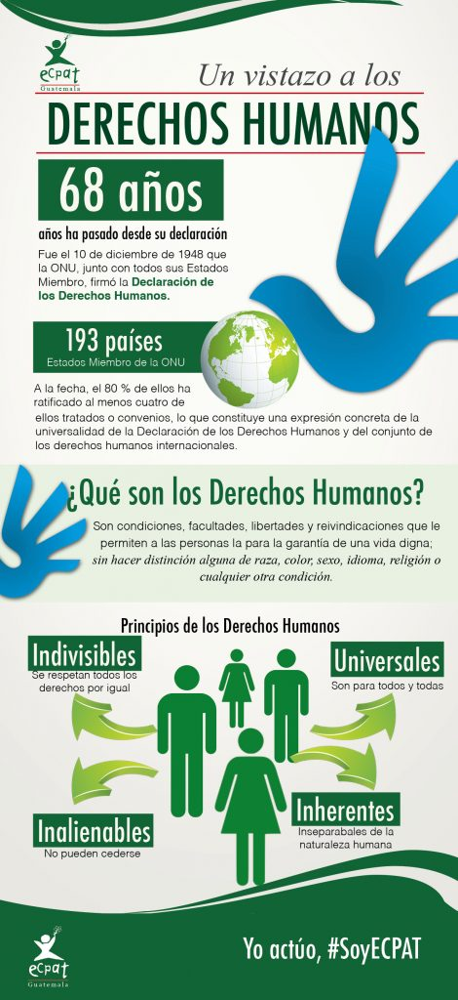 ecpat
Guatemala
Un vistazo a los
DERECHOS HUMANOS
68 años
años ha pasado desde su declaración
Fue el 10 de diciembre de 1948 que
la ONU, junto con todos sus Estados
Miembro, firmó la Declaración de
los Derechos Humanos.
193 países
Estados Miembro de la ONU
A la fecha, el 80 % de ellos ha
ratificado al menos cuatro de
ellos tratados o convenios, lo que constituye una expresión concreta de la
universalidad de la Declaración de los Derechos Humanos y del conjunto de
los derechos humanos internacionales.
¿Qué son los Derechos Humanos?
Son condiciones, facultades, libertades y reivindicaciones que le
permiten a las personas la para la garantía de una vida digna;
sin hacer distinción alguna de raza, color, sexo, idioma, religión o
cualquier otra condición.
Principios de los Derechos Humanos
Indivisibles
Se respetan todos los
derechos por igual
Universales
Son para todos y todas
Inalienables
No pueden cederse
Inherentes
Inseparabales de la
naturaleza humana
ecpat
Guatemala
Yo actúo, #SoyECPAT